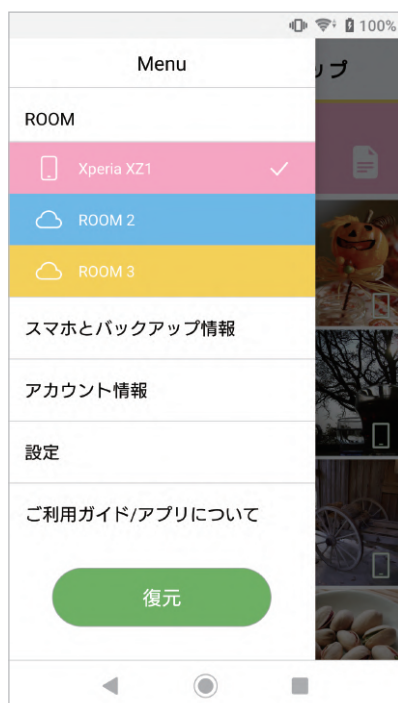 100%
Menu
ップ
ROOM
Xperia XZ1
ROOM 2
ROOM 3
スマホとバックアップ情報
アカウント情報
設定
ご利用ガイド/アプリについて
復元